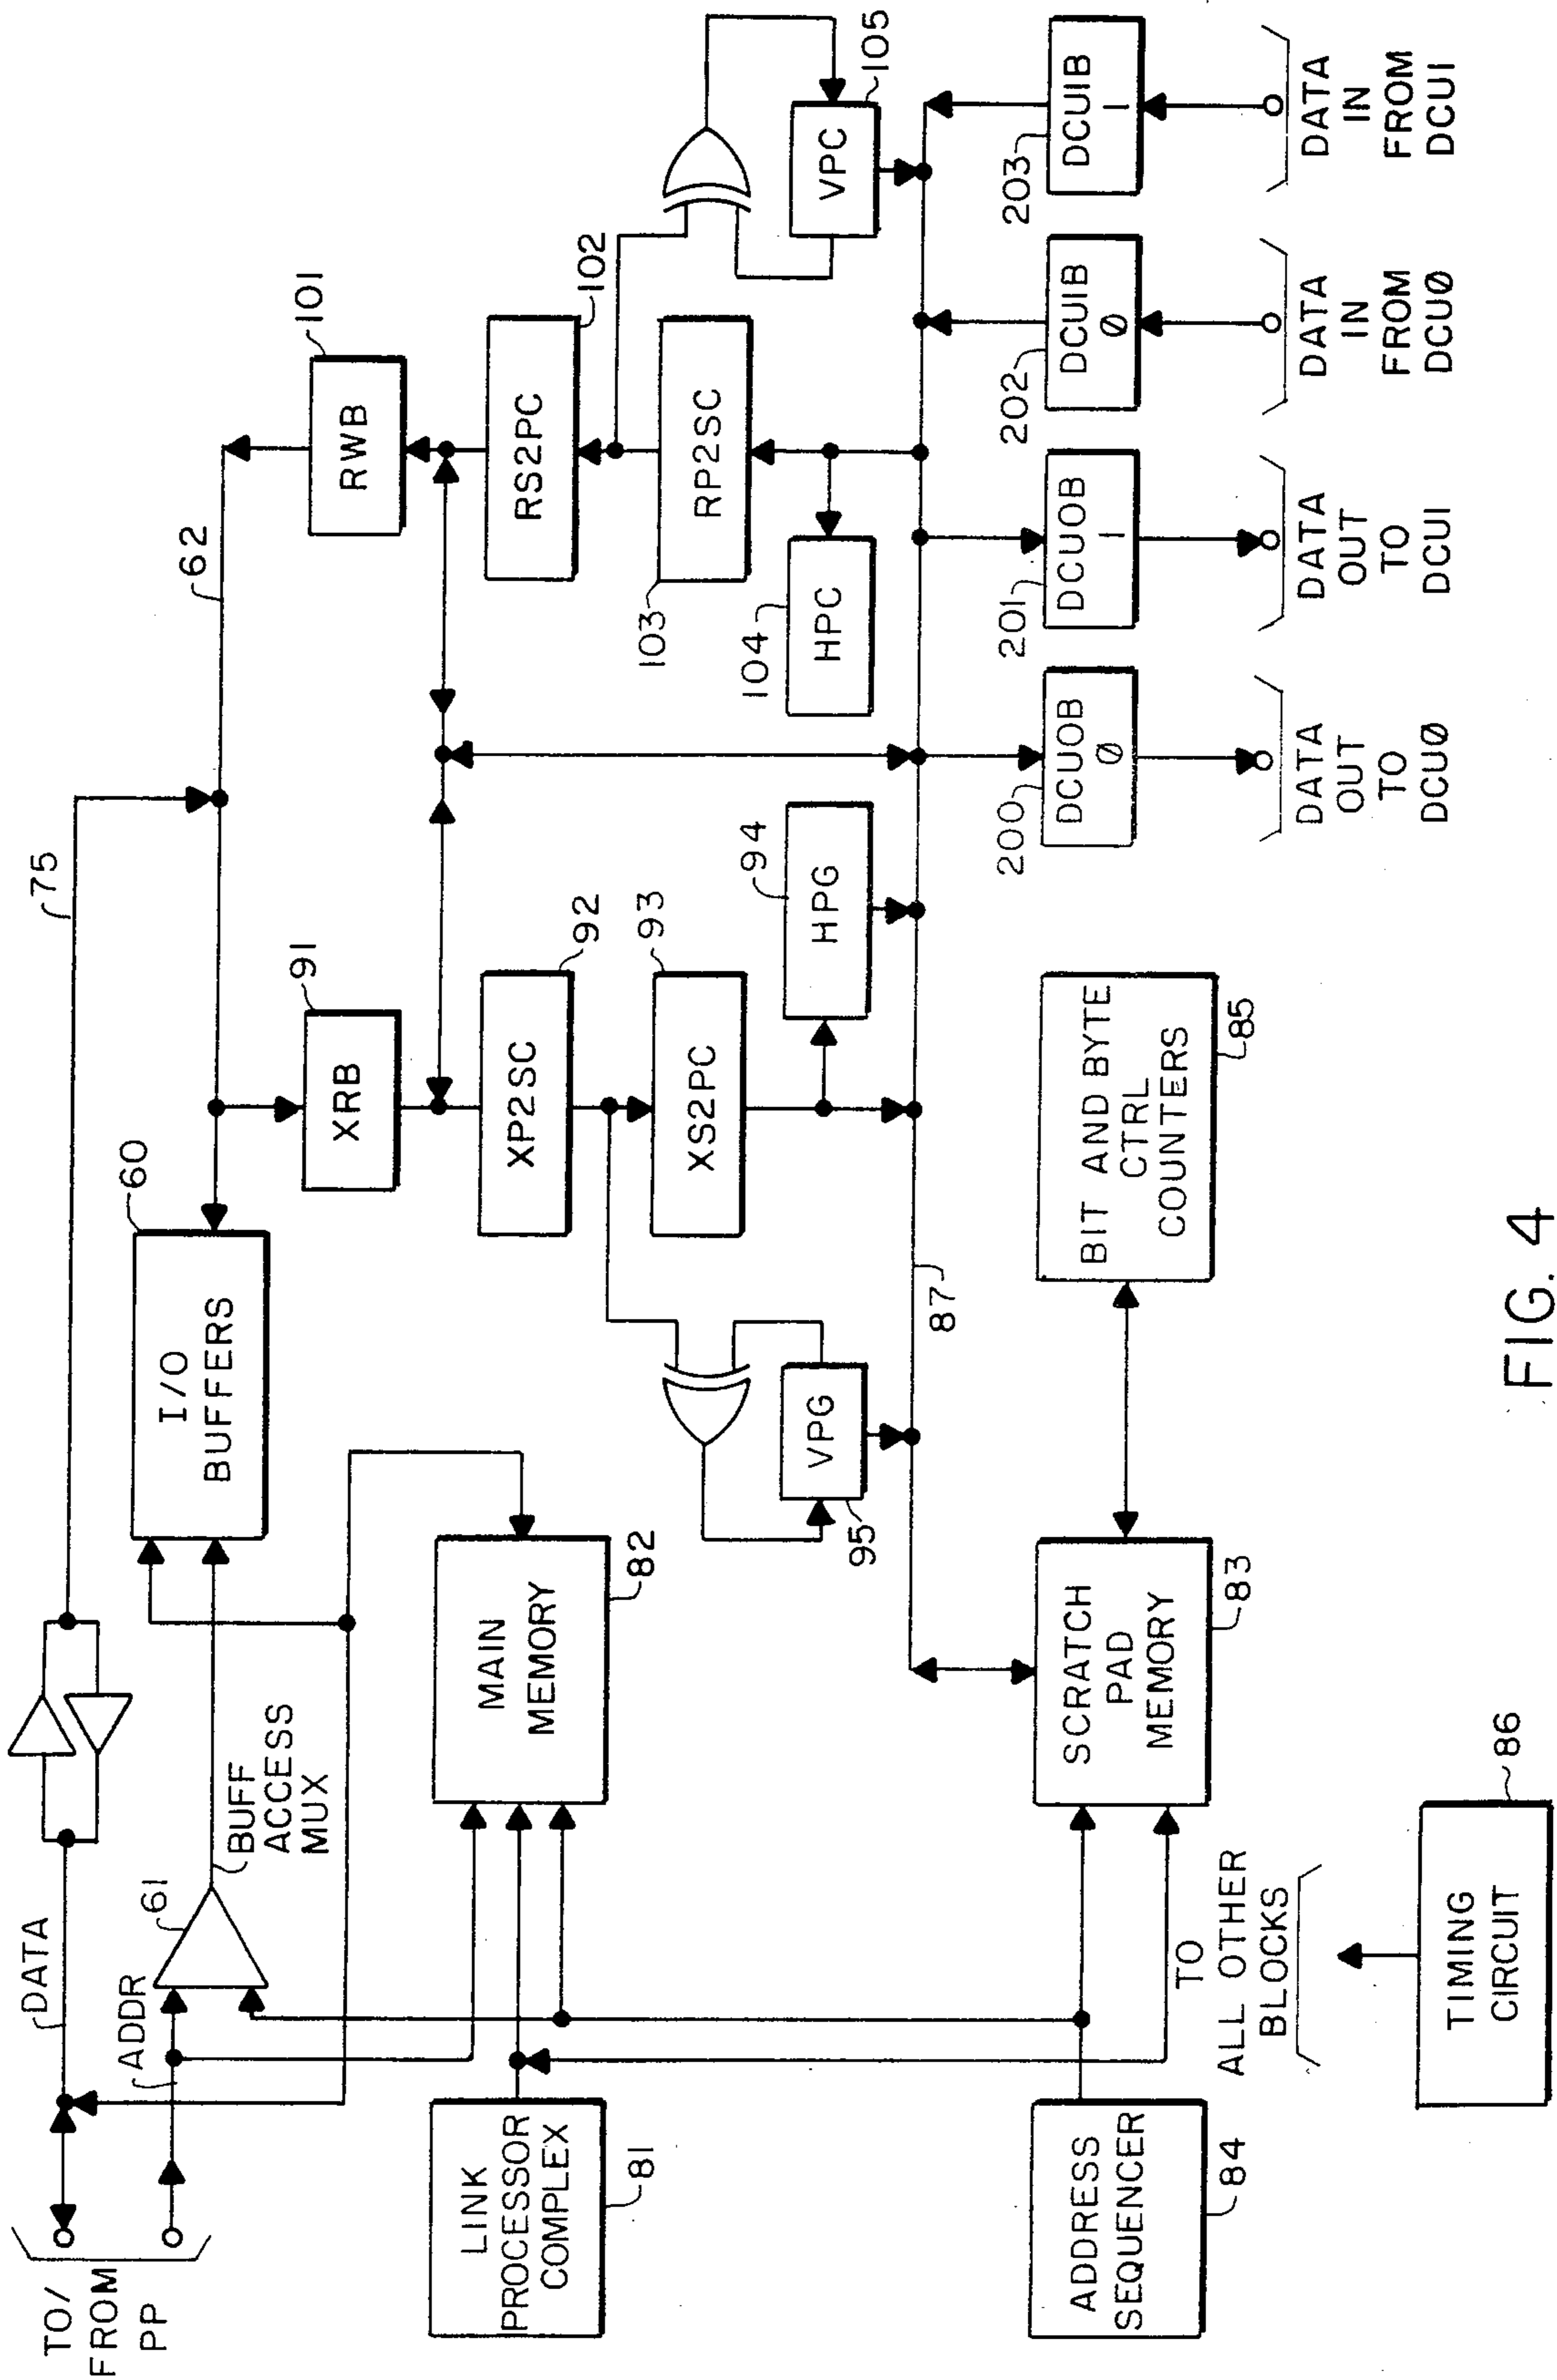 TO/
FROM
PP
DATA
ADDR
61
BUFF
ACCESS
MUX
75
62
60
I/O
BUFFERS
91
XRB
101
RWB
LINK
PROCESSOR
COMPLEX
81
MAIN
MEMORY
82
XP2SC
92
RS2PC
102
XS2PC
93
RP2SC
103
VPG
95
HPG
94
HPC
104
VPC
105
87
ADDRESS
SEQUENCER
84
SCRATCH
PAD
MEMORY
83
BIT AND BYTE
CTRL
COUNTERS
85
DCUOB
Ø
200
DCUOB
1
201
DCUIB
Ø
202
DCUIB
1
203
TO
ALL OTHER
BLOCKS
TIMING
CIRCUIT
86
DATA
OUT
TO
DCUØ
DATA
OUT
TO
DCU1
DATA
IN
FROM
DCUØ
DATA
IN
FROM
DCU1
FIG. 4